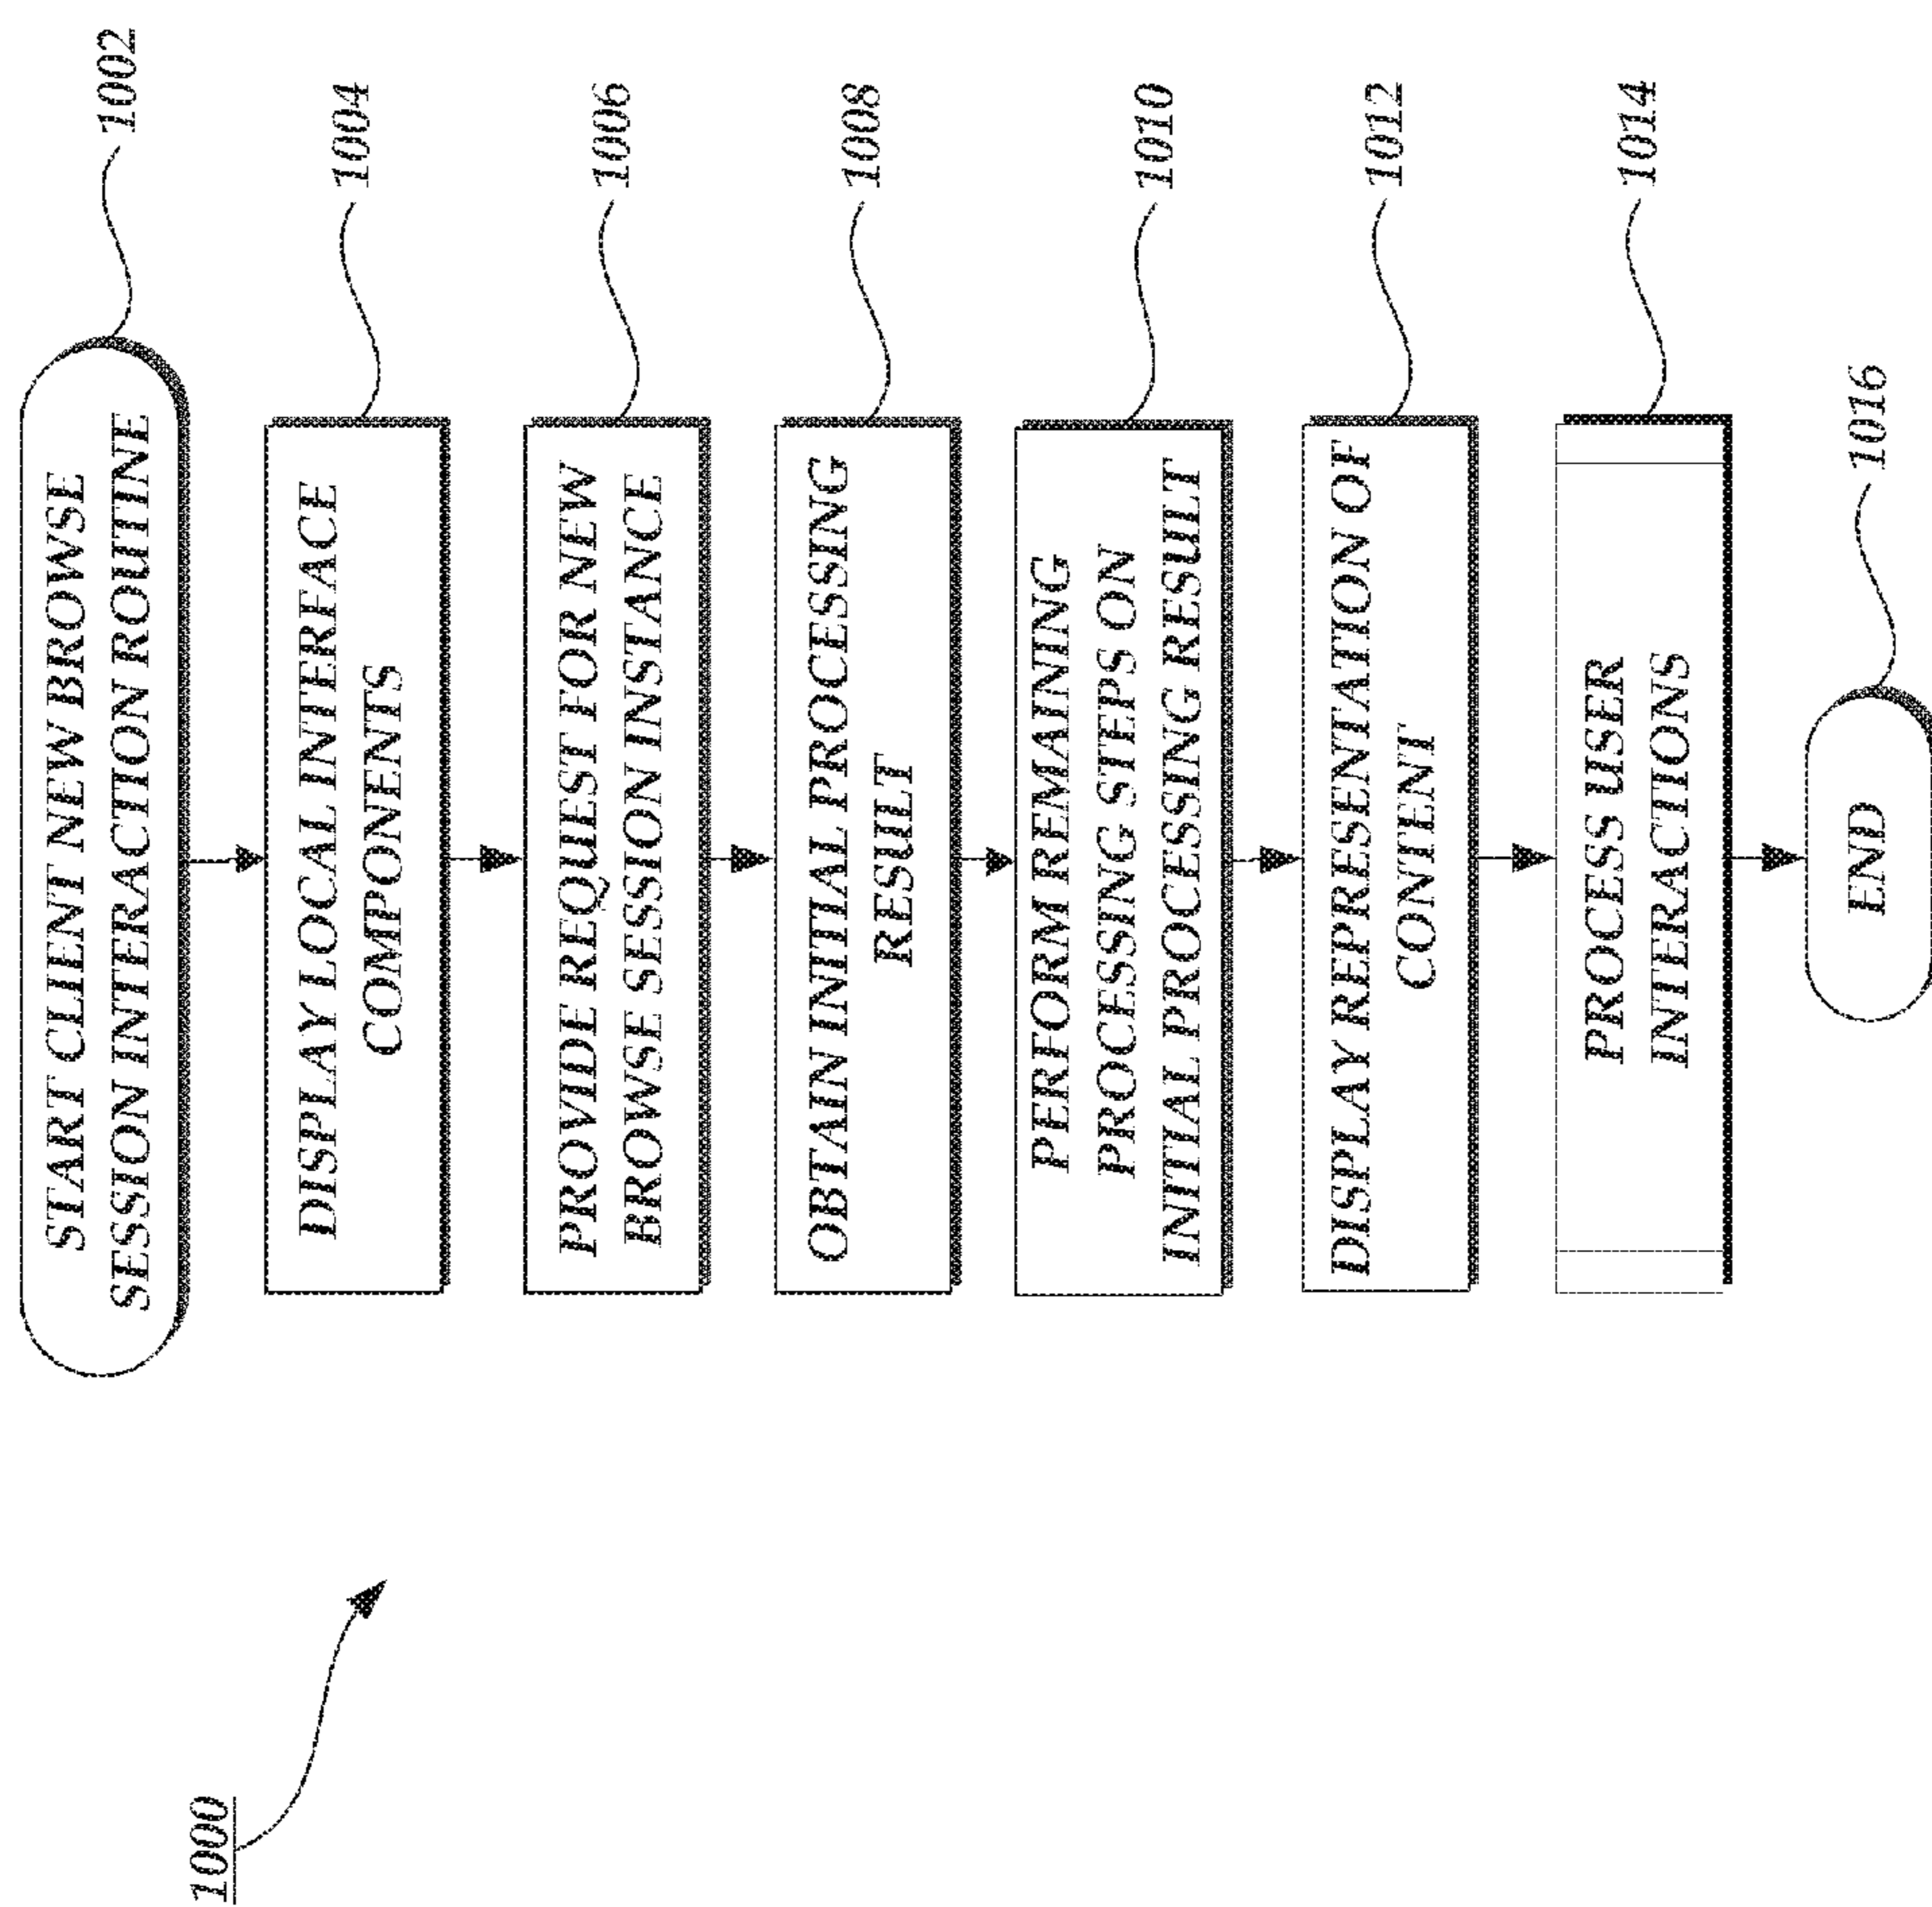 1000
START CLIENT NEW BROWSE
SESSION INTERACTION ROUTINE
1002
DISPLAY LOCAL INTERFACE
COMPONENTS
1004
PROVIDE REQUEST FOR NEW
BROWSE SESSION INSTANCE
1006
OBTAIN INITIAL PROCESSING
RESULT
1008
PERFORM REMAINING
PROCESSING STEPS ON
INITIAL PROCESSING RESULT
1010
DISPLAY REPRESENTATION OF
CONTENT
1012
PROCESS USER
INTERACTIONS
1014
END
1016